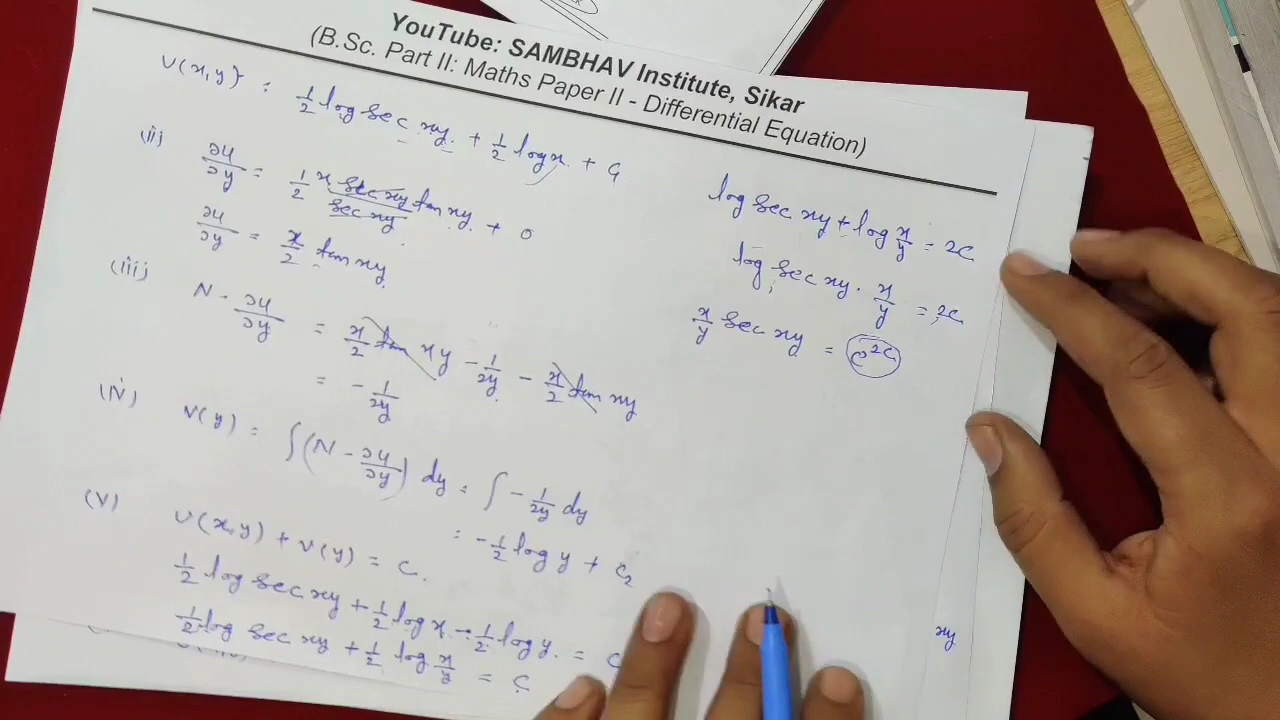 YouTube: SAMBHAV Institute, Sikar
(B.Sc. Part II: Maths Paper II - Differential Equation)
U(x,y) = 1/2 log sec xy + 1/2 log x + C1
(ii) ∂U/∂y = 1/2 x sec xy tan xy / sec xy + 0
∂U/∂y = x/2 tan xy
(iii) N - ∂U/∂y = x/2 tan xy - 1/2y - x/2 tan xy
= - 1/2y
(iv) V(y) = ∫(N - ∂U/∂y) dy = ∫ - 1/2y dy
= - 1/2 log y + C2
(v) U(x,y) + V(y) = C.
1/2 log sec xy + 1/2 log x - 1/2 log y = C
1/2 log sec xy + 1/2 log x/y = C
log sec xy + log x/y = 2C
log sec xy . x/y = 2C
x/y sec xy = e^2C
xy